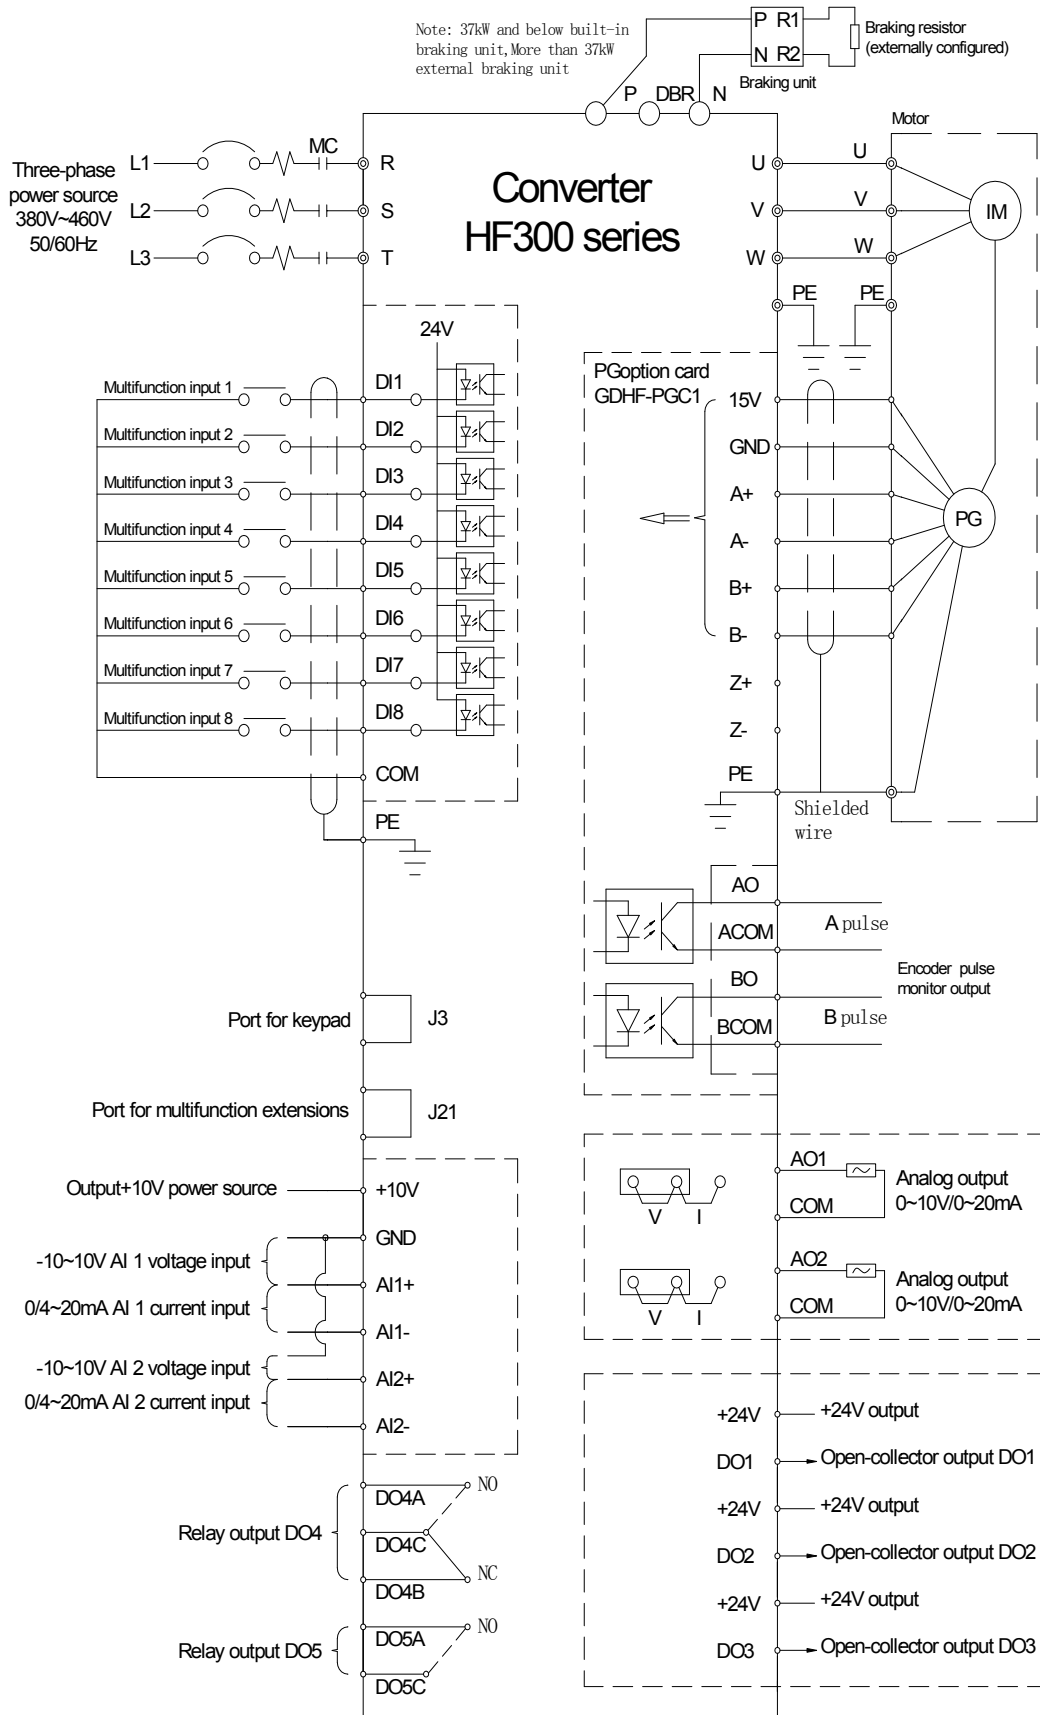 Note: 37kW and below built-in
braking unit, More than 37kW
external braking unit
P R1
N R2
Braking unit
Braking resistor
(externally configured)
P DBR N
Three-phase
power source
380V~460V
50/60Hz
L1
L2
L3
MC
R
S
T
Converter
HF300 series
U
V
W
PE
PE
Motor
U
V
W
IM
24V
Multifunction input 1
DI1
Multifunction input 2
DI2
Multifunction input 3
DI3
Multifunction input 4
DI4
Multifunction input 5
DI5
Multifunction input 6
DI6
Multifunction input 7
DI7
Multifunction input 8
DI8
COM
PE
PGoption card
GDHF-PGC1
15V
GND
A+
A-
B+
B-
Z+
Z-
PE
PG
Shielded
wire
AO
ACOM
A pulse
BO
BCOM
B pulse
Encoder pulse
monitor output
Port for keypad
J3
Port for multifunction extensions
J21
Output+10V power source
+10V
GND
-10~10V AI 1 voltage input
AI1+
0/4~20mA AI 1 current input
AI1-
-10~10V AI 2 voltage input
AI2+
0/4~20mA AI 2 current input
AI2-
V I
AO1
COM
Analog output
0~10V/0~20mA
V I
AO2
COM
Analog output
0~10V/0~20mA
Relay output DO4
DO4A
NO
DO4C
NC
DO4B
Relay output DO5
DO5A
NO
DO5C
+24V
+24V output
DO1
Open-collector output DO1
+24V
+24V output
DO2
Open-collector output DO2
+24V
+24V output
DO3
Open-collector output DO3